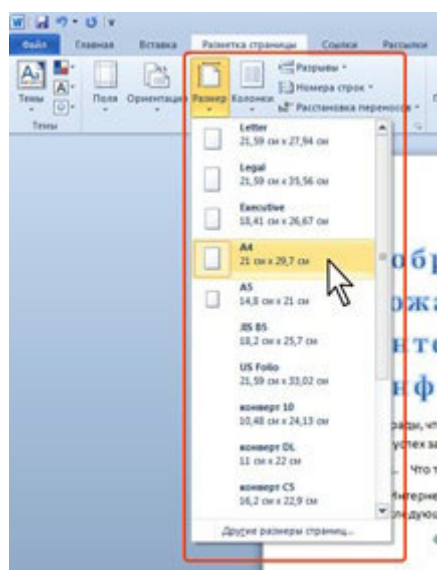 Файл Главная Вставка Разметка страницы Ссылки Рассылки
Темы
Поля Ориентация Размер Колонки
Разрывы
Номера строк
Расстановка переносов
Темы
Letter
21,59 см x 27,94 см
Legal
21,59 см x 35,56 см
Executive
18,41 см x 26,67 см
A4
21 см x 29,7 см
A5
14,8 см x 21 см
JIS B5
18,2 см x 25,7 см
US Folio
21,59 см x 33,02 см
конверт 10
10,48 см x 24,13 см
конверт DL
11 см x 22 см
конверт C5
16,2 см x 22,9 см
Другие размеры страниц...